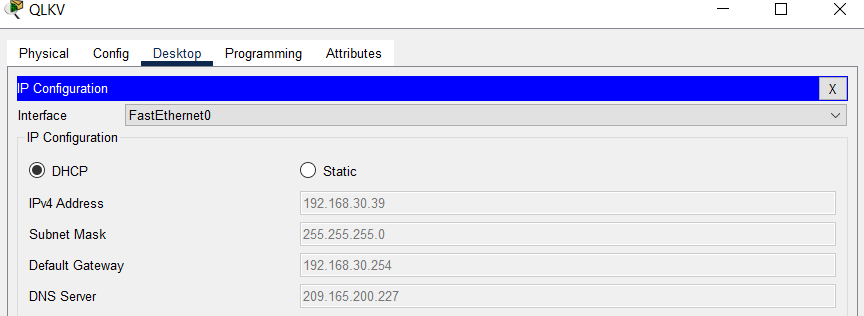 QLKV
Physical Config Desktop Programming Attributes
IP Configuration X
Interface FastEthernet0
IP Configuration
DHCP Static
IPv4 Address 192.168.30.39
Subnet Mask 255.255.255.0
Default Gateway 192.168.30.254
DNS Server 209.165.200.227